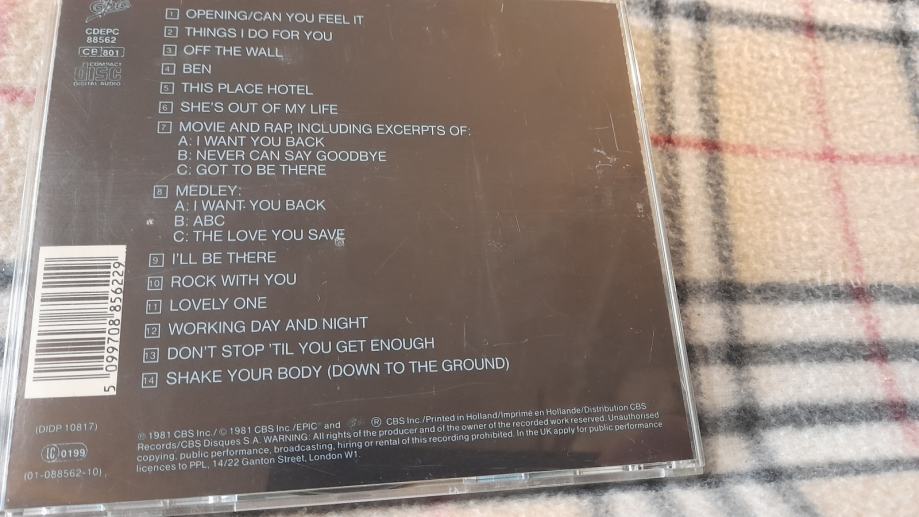 Epic
CDEPC
88562
CB 801
COMPACT
disc
DIGITAL AUDIO
1 OPENING/CAN YOU FEEL IT
2 THINGS I DO FOR YOU
3 OFF THE WALL
4 BEN
5 THIS PLACE HOTEL
6 SHE'S OUT OF MY LIFE
7 MOVIE AND RAP, INCLUDING EXCERPTS OF:
A: I WANT YOU BACK
B: NEVER CAN SAY GOODBYE
C: GOT TO BE THERE
8 MEDLEY:
A: I WANT YOU BACK
B: ABC
C: THE LOVE YOU SAVE
9 I'LL BE THERE
10 ROCK WITH YOU
11 LOVELY ONE
12 WORKING DAY AND NIGHT
13 DON'T STOP 'TIL YOU GET ENOUGH
14 SHAKE YOUR BODY (DOWN TO THE GROUND)
5 099708 856229
(DIDP 10817)
LC 0199
(01-088562-10)
℗ 1981 CBS Inc./ © 1981 CBS Inc./EPIC and ® CBS Inc./Printed in Holland/Imprimé en Hollande/Distribution CBS
Records/CBS Disques S.A. WARNING: All rights of the producer and of the owner of the recorded work reserved. Unauthorised
copying, public performance, broadcasting, hiring or rental of this recording prohibited. In the UK apply for public performance
licences to PPL, 14/22 Ganton Street, London W1.